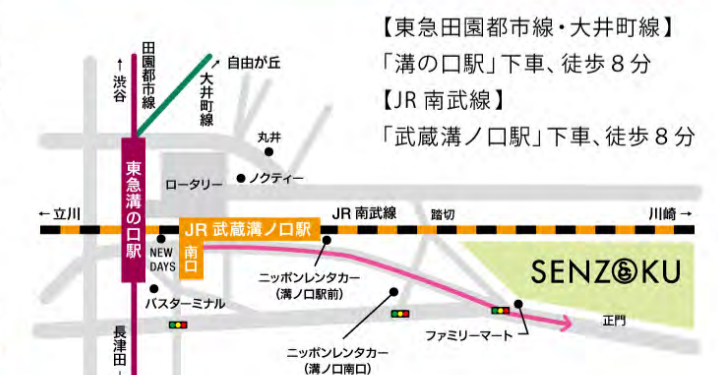 【東急田園都市線・大井町線】
「溝の口駅」下車、徒歩８分
【JR 南武線】
「武蔵溝ノ口駅」下車、徒歩８分
↑
渋谷
田園都市線
大井町線
↗ 自由が丘
丸井
ノクティー
ロータリー
東急溝の口駅
←立川
JR 南武線
踏切
川崎→
JR 武蔵溝ノ口駅
南口
NEW
DAYS
ニッポンレンタカー
（溝ノ口駅前）
SENZOKU
バスターミナル
正門
ファミリーマート
ニッポンレンタカー
（溝ノ口南口）
長津田
↓